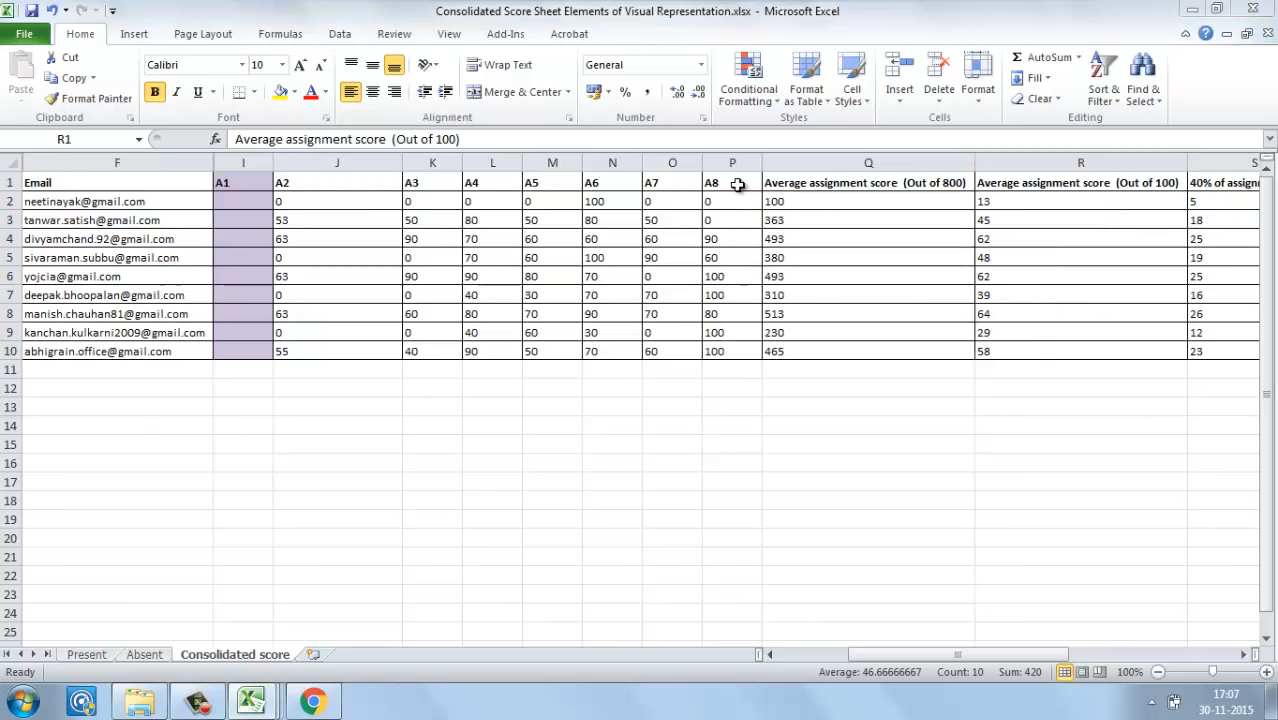 Consolidated Score Sheet Elements of Visual Representation.xlsx - Microsoft Excel
File Home Insert Page Layout Formulas Data Review View Add-Ins Acrobat
Paste Cut Copy Format Painter Clipboard
Calibri 10 B I U A A A Font
Wrap Text Merge & Center Alignment
General % , Number
Conditional Formatting Format as Table Cell Styles Styles
Insert Delete Format Cells
AutoSum Fill Clear Sort & Filter Find & Select Editing
R1 fx Average assignment score (Out of 100)
F I J K L M N O P Q R S
1 Email A1 A2 A3 A4 A5 A6 A7 A8 Average assignment score (Out of 800) Average assignment score (Out of 100) 40% of assign
2 neetinayak@gmail.com 0 0 0 0 100 0 0 100 13 5
3 tanwar.satish@gmail.com 53 50 80 50 80 50 0 363 45 18
4 divyamchand.92@gmail.com 63 90 70 60 60 60 90 493 62 25
5 sivaraman.subbu@gmail.com 0 0 70 60 100 90 60 380 48 19
6 yojcia@gmail.com 63 90 90 80 70 0 100 493 62 25
7 deepak.bhoopalan@gmail.com 0 0 40 30 70 70 100 310 39 16
8 manish.chauhan81@gmail.com 63 60 80 70 90 70 80 513 64 26
9 kanchan.kulkarni2009@gmail.com 0 0 40 60 30 0 100 230 29 12
10 abhigrain.office@gmail.com 55 40 90 50 70 60 100 465 58 23
11
12
13
14
15
16
17
18
19
20
21
22
23
24
25
Present Absent Consolidated score
Ready Average: 46.66666667 Count: 10 Sum: 420 100%
17:07
30-11-2015